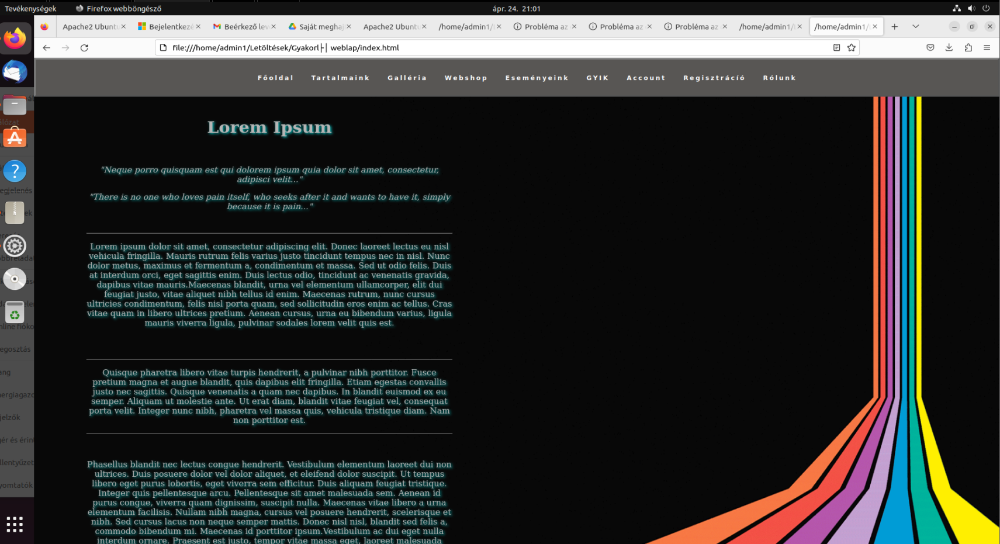 Tevékenységek
Firefox webböngésző
ápr. 24. 21:01
Apache2 Ubuntu
Bejelentkezé
Beérkező lev
Saját meghaj
Apache2 Ubuntu
/home/admin1/L
Probléma az
Probléma az
Probléma az
/home/admin1/L
/home/admin1/L
file:///home/admin1/Letöltések/Gyakorl├│ weblap/index.html
Főoldal Tartalmaink Galléria Webshop Eseményeink GYIK Account Regisztráció Rólunk
Lorem Ipsum
"Neque porro quisquam est qui dolorem ipsum quia dolor sit amet, consectetur,
adipisci velit..."
"There is no one who loves pain itself, who seeks after it and wants to have it, simply
because it is pain..."
Lorem ipsum dolor sit amet, consectetur adipiscing elit. Donec laoreet lectus eu nisl
vehicula fringilla. Mauris rutrum felis varius justo tincidunt tempus nec in nisl. Nunc
dolor metus, maximus et fermentum a, condimentum et massa. Sed ut odio felis. Duis
at interdum orci, eget sagittis enim. Duis lectus odio, tincidunt ac venenatis gravida,
dapibus vitae mauris.Maecenas blandit, urna vel elementum ullamcorper, elit dui
feugiat justo, vitae aliquet nibh tellus id enim. Maecenas rutrum, nunc cursus
ultricies condimentum, felis nisl porta quam, sed sollicitudin eros enim ac tellus. Cras
vitae quam in libero ultrices pretium. Aenean cursus, urna eu bibendum varius, ligula
mauris viverra ligula, pulvinar sodales lorem velit quis est.
Quisque pharetra libero vitae turpis hendrerit, a pulvinar nibh porttitor. Fusce
pretium magna et augue blandit, quis dapibus elit fringilla. Etiam egestas convallis
justo nec sagittis. Quisque venenatis a quam nec dapibus. In blandit euismod ex eu
semper. Aliquam ut molestie ante. Ut erat diam, blandit vitae feugiat vel, consequat
porta velit. Integer nunc nibh, pharetra vel massa quis, vehicula tristique diam. Nam
non porttitor est.
Phasellus blandit nec lectus congue hendrerit. Vestibulum elementum laoreet dui non
ultrices. Duis posuere dolor vel dolor aliquet, et eleifend dolor suscipit. Ut tempus
libero eget purus lobortis, eget viverra sem efficitur. Duis aliquam feugiat tristique.
Integer quis pellentesque arcu. Pellentesque sit amet malesuada sem. Aenean id
purus congue, viverra quam dignissim, suscipit nulla. Maecenas vitae libero a urna
elementum facilisis. Nullam nibh magna, cursus vel posuere hendrerit, scelerisque et
nibh. Sed cursus lacus non neque semper mattis. Donec nisl nisl, blandit sed felis a,
commodo bibendum mi. Maecenas id porttitor ipsum.Vestibulum ac dui eget nulla
interdum ornare. Praesent est justo, tempor vitae massa eget, laoreet malesuada
álózat
egjelenés
nline fióko
egosztás
ang
nergiagazd
jelzők
gér és érin
llentyűzet
yomtatók